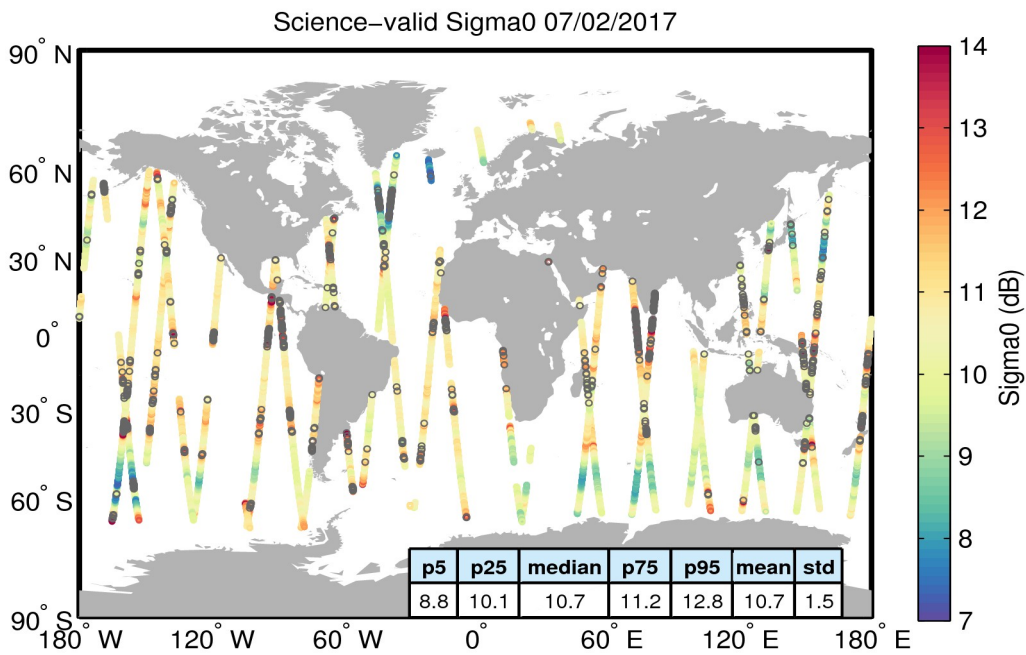 Science−valid Sigma0 07/02/2017
90° N
60° N
30° N
0°
30° S
60° S
90° S
180° W
120° W
60° W
0°
60° E
120° E
180° E
p5 p25 median p75 p95 mean std
8.8 10.1 10.7 11.2 12.8 10.7 1.5
14
13
12
11
10
9
8
7
Sigma0 (dB)